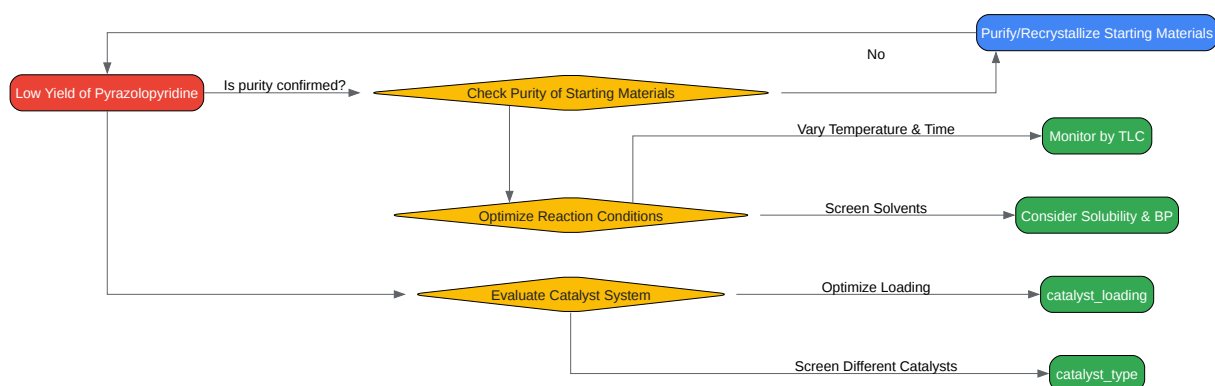 Purify/Recrystallize Starting Materials
No
Low Yield of Pyrazolopyridine
Is purity confirmed?
Check Purity of Starting Materials
Vary Temperature & Time
Monitor by TLC
Optimize Reaction Conditions
Screen Solvents
Consider Solubility & BP
Evaluate Catalyst System
Optimize Loading
catalyst_loading
Screen Different Catalysts
catalyst_type